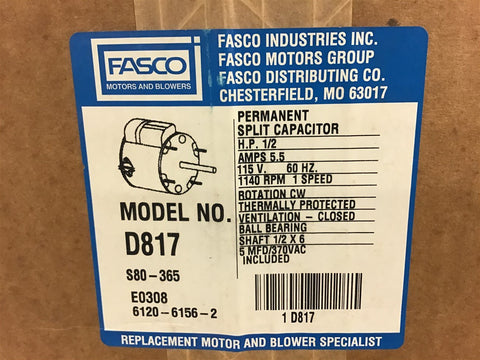 FASCO
MOTORS AND BLOWERS
FASCO INDUSTRIES INC.
FASCO MOTORS GROUP
FASCO DISTRIBUTING CO.
CHESTERFIELD, MO 63017
MODEL NO.
D817
S80-365
E0308
6120-6156-2
PERMANENT
SPLIT CAPACITOR
H.P. 1/2
AMPS 5.5
115 V. 60 HZ.
1140 RPM 1 SPEED
ROTATION CW
THERMALLY PROTECTED
VENTILATION - CLOSED
BALL BEARING
SHAFT 1/2 X 6
5 MFD/370VAC
INCLUDED
1 D817
REPLACEMENT MOTOR AND BLOWER SPECIALIST